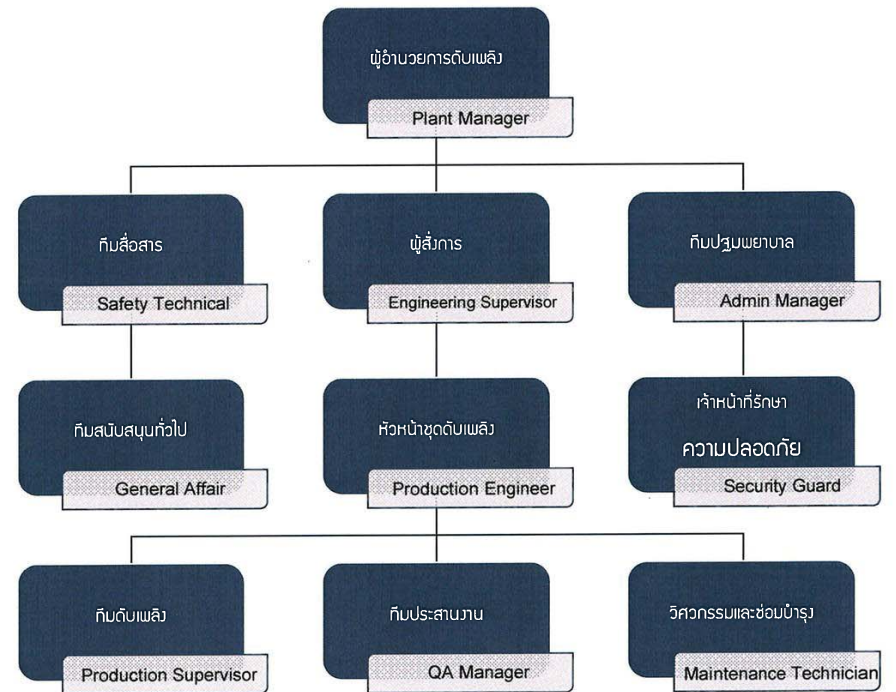 ผู้อำนวยการดับเพลิง
Plant Manager
ทีมสื่อสาร
Safety Technical
ผู้สั่งการ
Engineering Supervisor
ทีมปฐมพยาบาล
Admin Manager
ทีมสนับสนุนทั่วไป
General Affair
หัวหน้าชุดดับเพลิง
Production Engineer
เจ้าหน้าที่รักษา
ความปลอดภัย
Security Guard
ทีมดับเพลิง
Production Supervisor
ทีมประสานงาน
QA Manager
วิศวกรรมและซ่อมบำรุง
Maintenance Technician